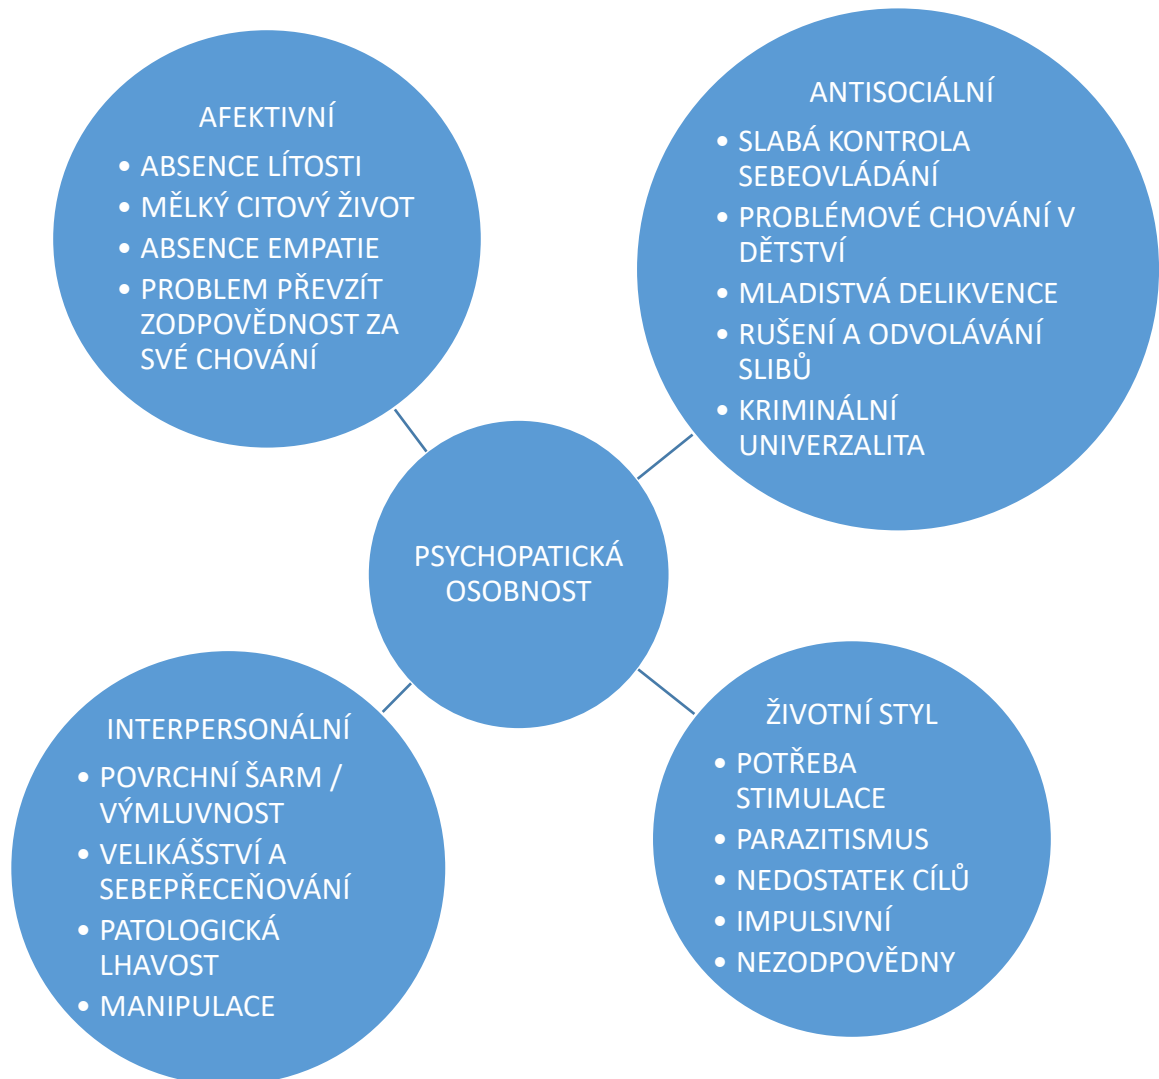 AFEKTIVNÍ
• ABSENCE LÍTOSTI
• MĚLKÝ CITOVÝ ŽIVOT
• ABSENCE EMPATIE
• PROBLEM PŘEVZÍT
ZODPOVĚDNOST ZA
SVÉ CHOVÁNÍ
ANTISOCIÁLNÍ
• SLABÁ KONTROLA
SEBEOVLÁDÁNÍ
• PROBLÉMOVÉ CHOVÁNÍ V
DĚTSTVÍ
• MLADISTVÁ DELIKVENCE
• RUŠENÍ A ODVOLÁVÁNÍ
SLIBŮ
• KRIMINÁLNÍ
UNIVERZALITA
PSYCHOPATICKÁ
OSOBNOST
INTERPERSONÁLNÍ
• POVRCHNÍ ŠARM /
VÝMLUVNOST
• VELIKÁŠSTVÍ A
SEBEPŘECEŇOVÁNÍ
• PATOLOGICKÁ
LHAVOST
• MANIPULACE
ŽIVOTNÍ STYL
• POTŘEBA
STIMULACE
• PARAZITISMUS
• NEDOSTATEK CÍLŮ
• IMPULSIVNÍ
• NEZODPOVĚDNY